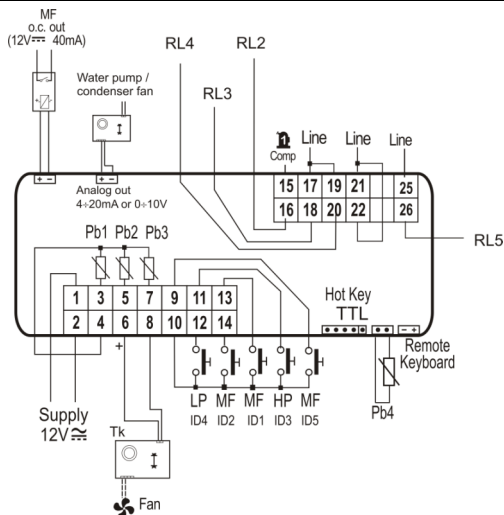 MF
o.c. out
(12V⎓ 40mA)
RL4
RL2
RL3
Water pump /
condenser fan
+ -
+ -
Analog out
4÷20mA or 0÷10V
1
Comp
Line
Line
Line
15 17 19 21 25
16 18 20 22 26
RL5
Pb1 Pb2 Pb3
1 3 5 7 9 11 13
2 4 6 8 10 12 14
+
Hot Key
TTL
- +
Remote
Keyboard
Pb4
LP MF MF HP MF
ID4 ID2 ID1 ID3 ID5
Supply
12V
Tk
Fan